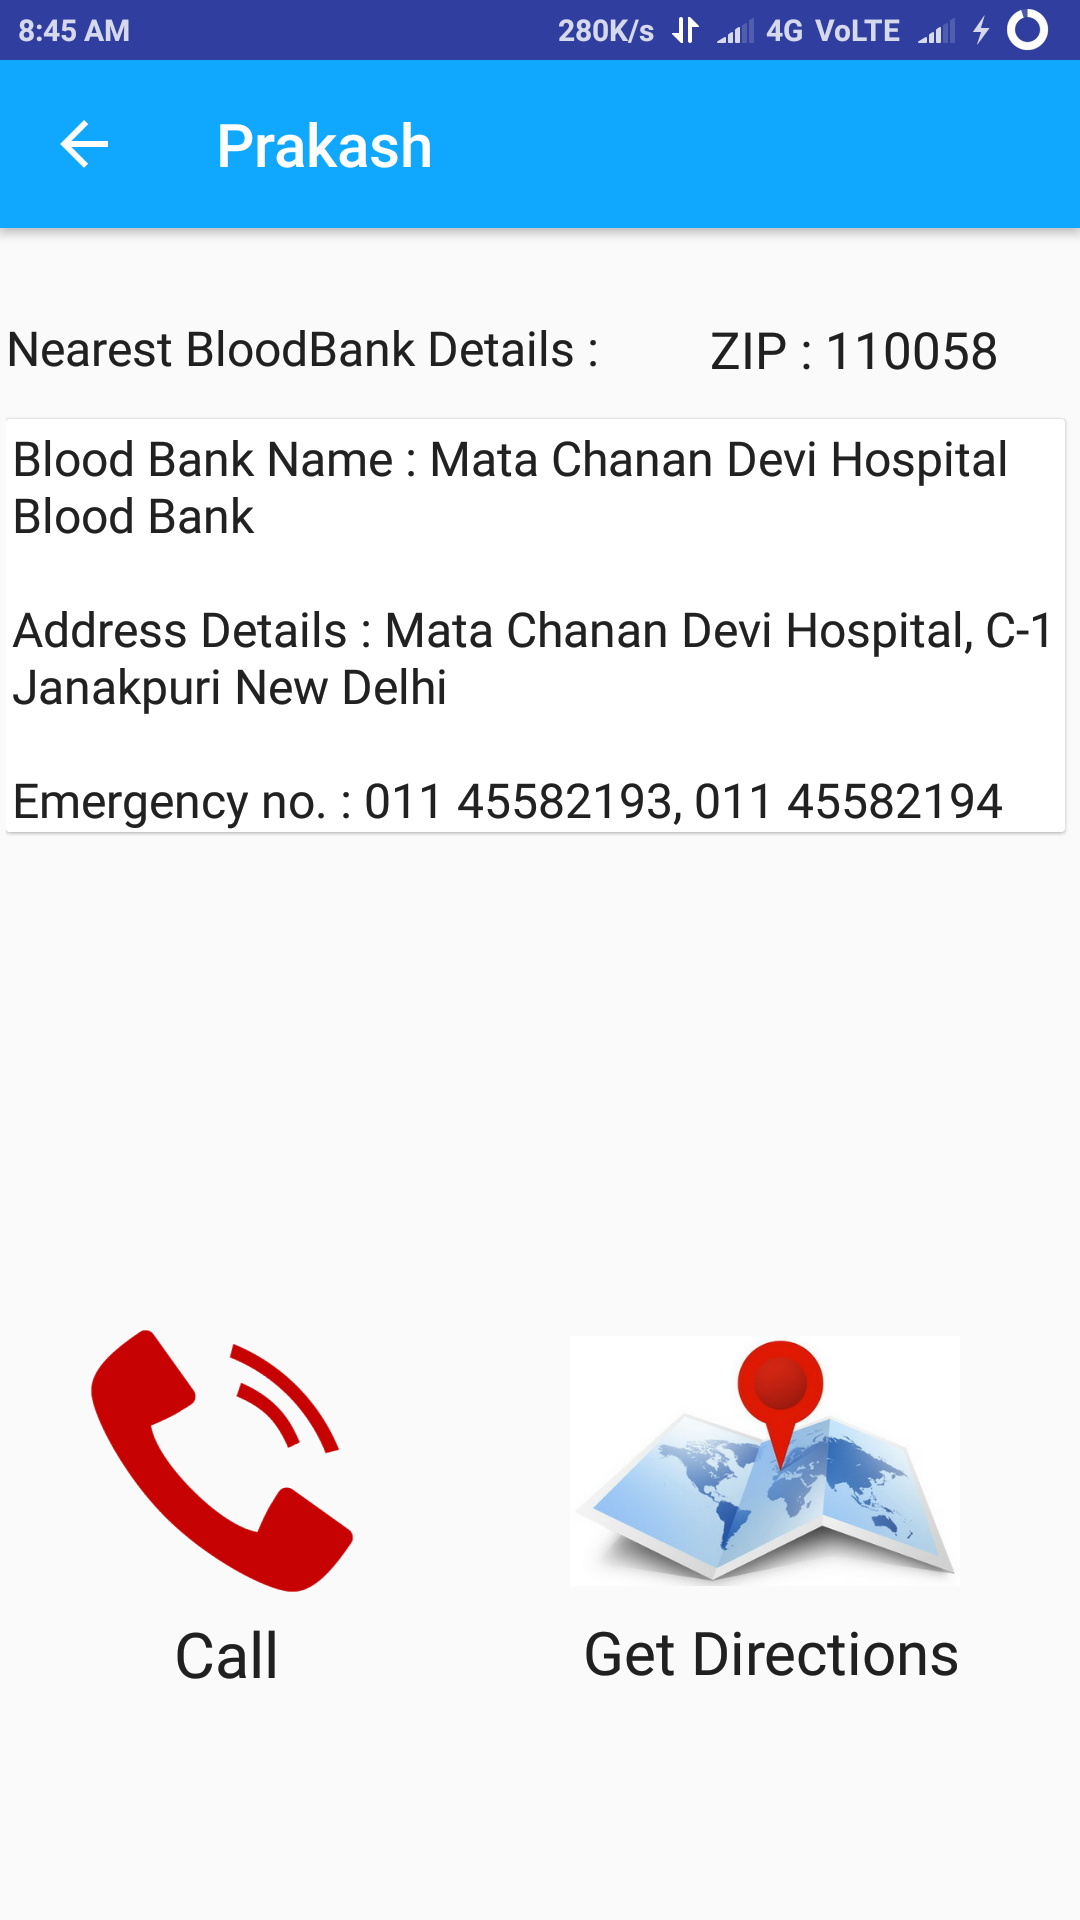 8:45 AM 280K/s 4G VoLTE
Prakash
Nearest BloodBank Details : ZIP : 110058
Blood Bank Name : Mata Chanan Devi Hospital
Blood Bank
Address Details : Mata Chanan Devi Hospital, C-1
Janakpuri New Delhi
Emergency no. : 011 45582193, 011 45582194
Call Get Directions